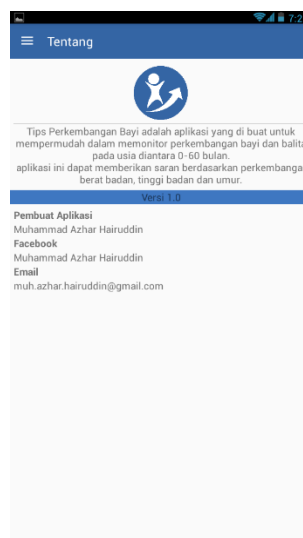 7:2
Tentang
Tips Perkembangan Bayi adalah aplikasi yang di buat untuk
mempermudah dalam memonitor perkembangan bayi dan balita
pada usia diantara 0-60 bulan.
aplikasi ini dapat memberikan saran berdasarkan perkembanga
berat badan, tinggi badan dan umur.
Versi 1.0
Pembuat Aplikasi
Muhammad Azhar Hairuddin
Facebook
Muhammad Azhar Hairuddin
Email
muh.azhar.hairuddin@gmail.com